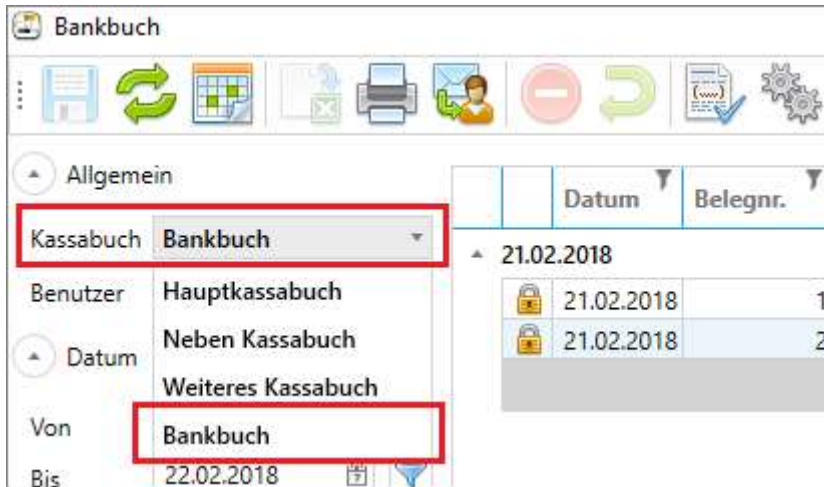 Bankbuch
Allgemein
Kassabuch Bankbuch
Benutzer
Hauptkassabuch
Neben Kassabuch
Weiteres Kassabuch
Bankbuch
Datum
Von
Bis 22.02.2018
Datum Belegnr.
21.02.2018
21.02.2018 1
21.02.2018 2